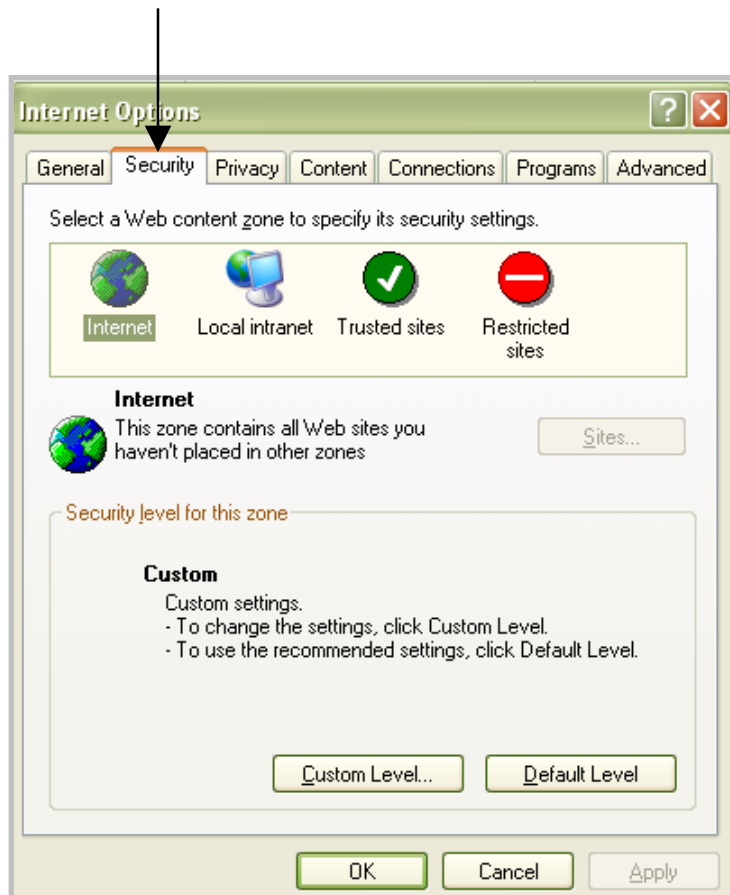 Internet Options
General Security Privacy Content Connections Programs Advanced
Select a Web content zone to specify its security settings.
Internet Local intranet Trusted sites Restricted
sites
Internet
This zone contains all Web sites you
haven't placed in other zones
Sites...
Security level for this zone
Custom
Custom settings.
- To change the settings, click Custom Level.
- To use the recommended settings, click Default Level.
Custom Level... Default Level
OK Cancel Apply